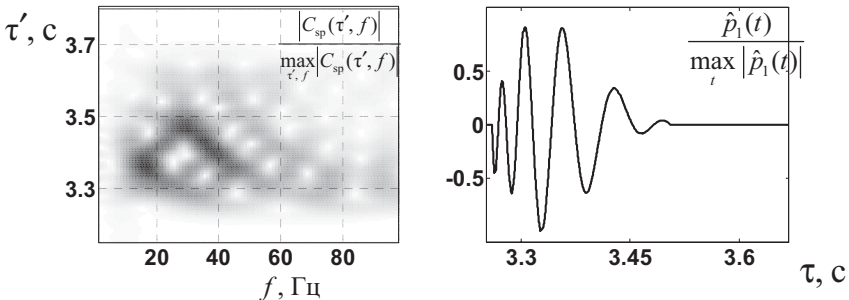 τ′, с
3.7
3.5
3.3
20 40 60 80
f, Гц
|C_sp(τ′, f)|
max_{τ′, f} |C_sp(τ′, f)|
0.5
0
-0.5
3.3 3.45 3.6
τ, с
p̂₁(t)
max_t |p̂₁(t)|